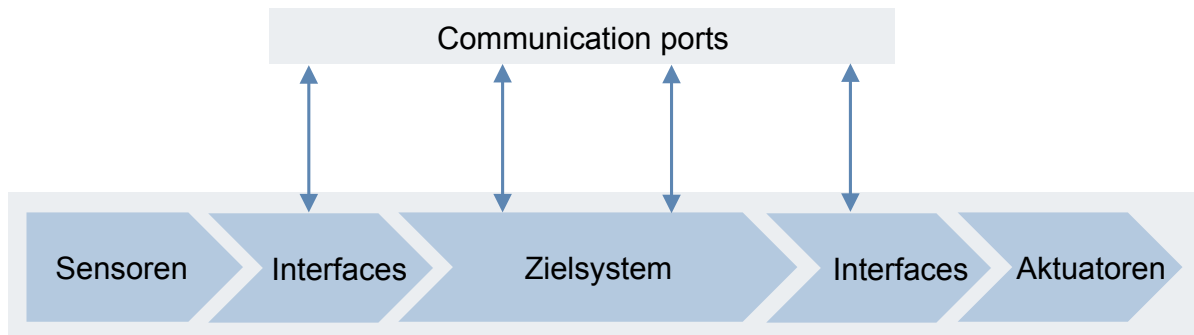 Communication ports
Sensoren
Interfaces
Zielsystem
Interfaces
Aktuatoren